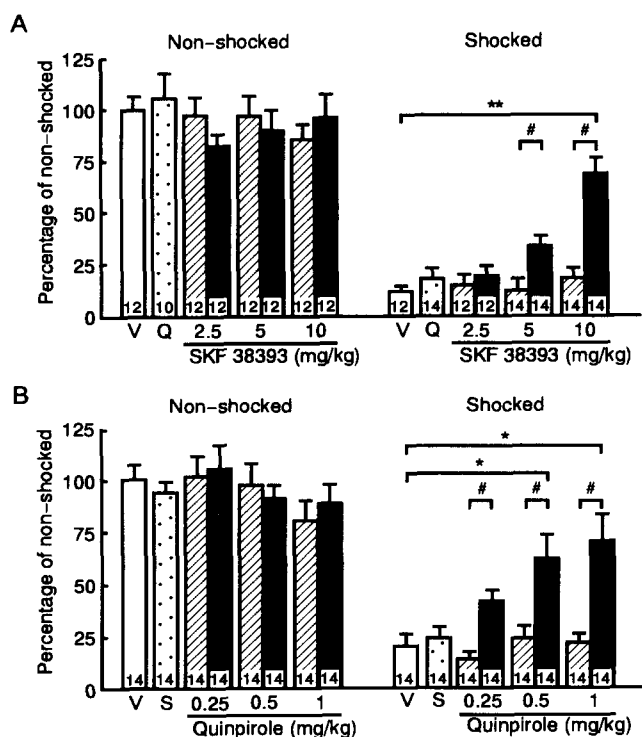 A
Non-shocked Shocked
Percentage of non-shocked
125
100
75
50
25
0
** # #
12 10 12 12 12 12 12 12 12 14 12 12 14 14 14 14
V Q 2.5 5 10 V Q 2.5 5 10
SKF 38393 (mg/kg) SKF 38393 (mg/kg)
B
Non-shocked Shocked
Percentage of non-shocked
125
100
75
50
25
0
*
*
# # #
14 14 14 14 14 14 14 14 14 14 14 14 14 14 14 14
V S 0.25 0.5 1 V S 0.25 0.5 1
Quinpirole (mg/kg) Quinpirole (mg/kg)